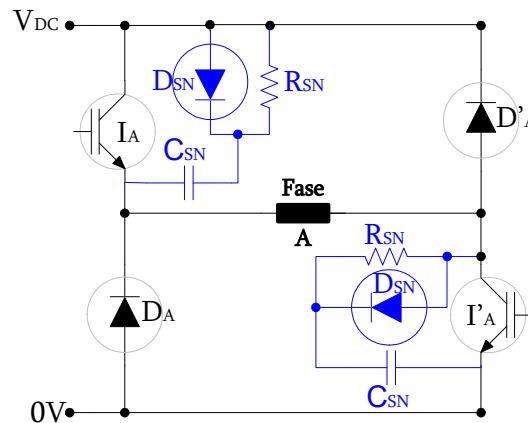 VDC
DSN
RSN
IA
D'A
CSN
Fase
A
RSN
DSN
DA
I'A
CSN
0V